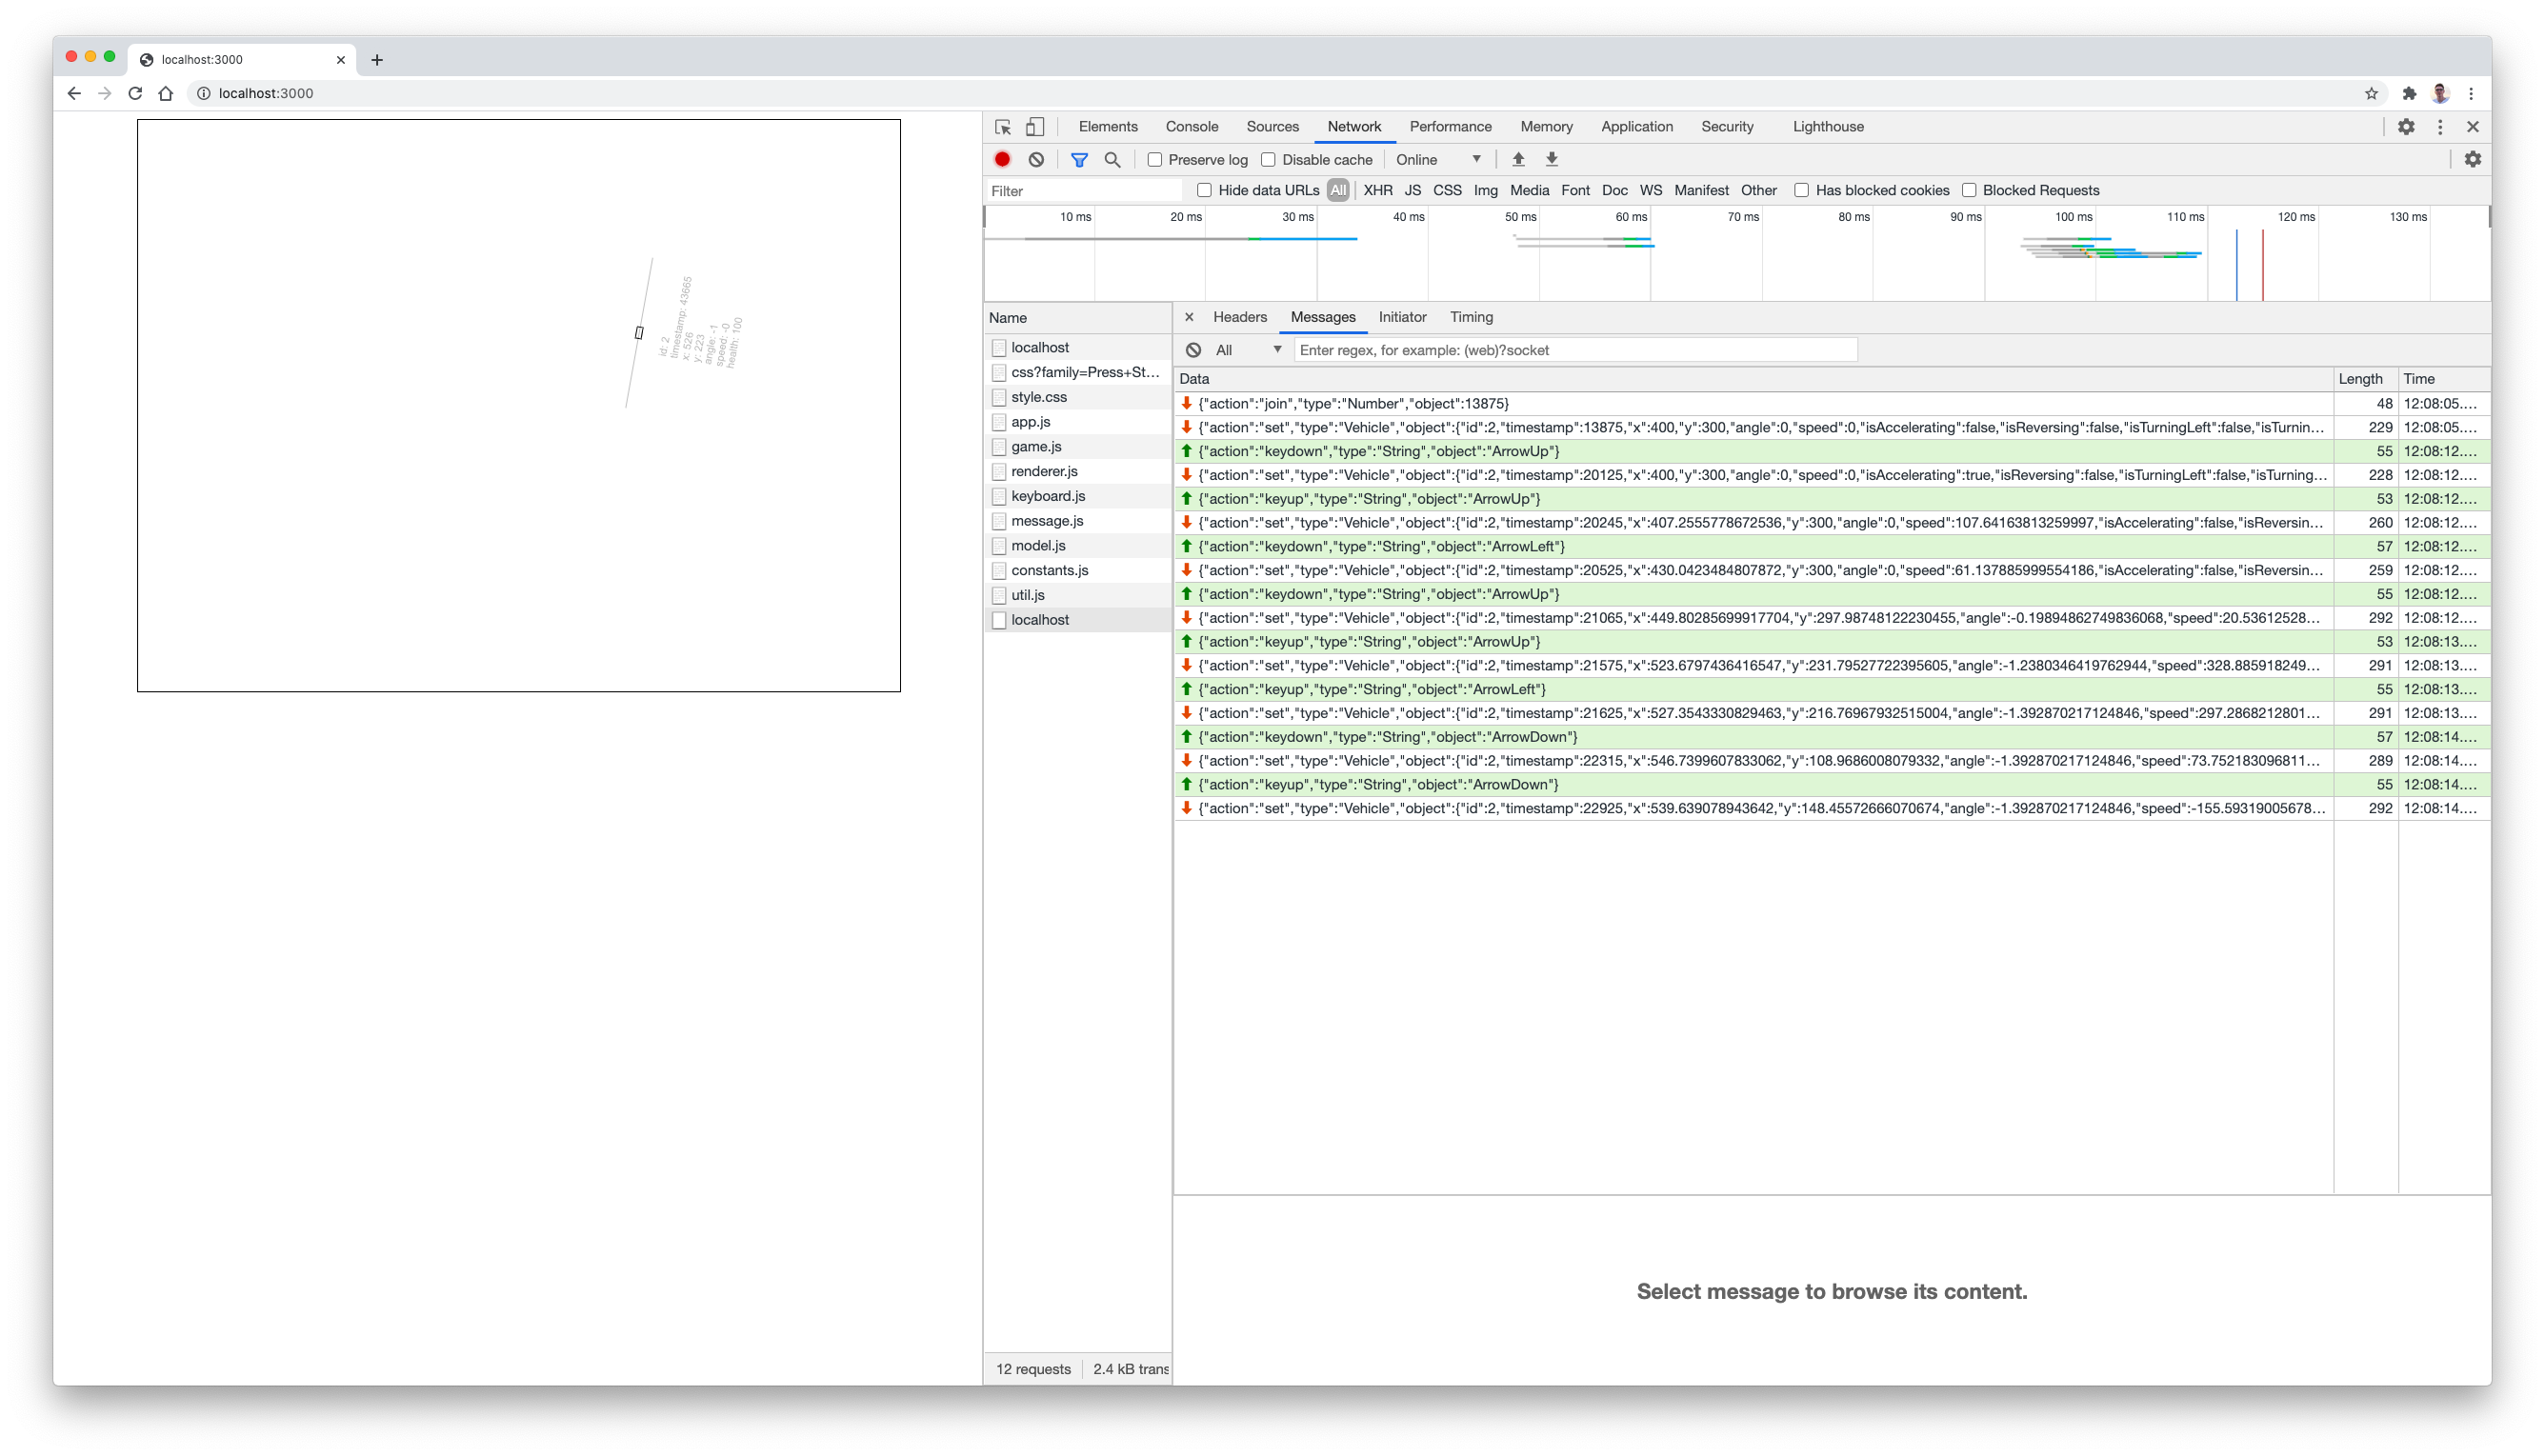 localhost:3000
localhost:3000
id: 2
timestamp: 43665
x: 526
y: 223
angle: -1
speed: -0
health: 100
Elements Console Sources Network Performance Memory Application Security Lighthouse
Preserve log Disable cache Online
Filter Hide data URLs All XHR JS CSS Img Media Font Doc WS Manifest Other Has blocked cookies Blocked Requests
10 ms 20 ms 30 ms 40 ms 50 ms 60 ms 70 ms 80 ms 90 ms 100 ms 110 ms 120 ms 130 ms
Name
localhost
css?family=Press+St…
style.css
app.js
game.js
renderer.js
keyboard.js
message.js
model.js
constants.js
util.js
localhost
12 requests 2.4 kB trans
Headers Messages Initiator Timing
All Enter regex, for example: (web)?socket
Data Length Time
{"action":"join","type":"Number","object":13875} 48 12:08:05.…
{"action":"set","type":"Vehicle","object":{"id":2,"timestamp":13875,"x":400,"y":300,"angle":0,"speed":0,"isAccelerating":false,"isReversing":false,"isTurningLeft":false,"isTurnin… 229 12:08:05.…
{"action":"keydown","type":"String","object":"ArrowUp"} 55 12:08:12.…
{"action":"set","type":"Vehicle","object":{"id":2,"timestamp":20125,"x":400,"y":300,"angle":0,"speed":0,"isAccelerating":true,"isReversing":false,"isTurningLeft":false,"isTurning… 228 12:08:12.…
{"action":"keyup","type":"String","object":"ArrowUp"} 53 12:08:12.…
{"action":"set","type":"Vehicle","object":{"id":2,"timestamp":20245,"x":407.2555778672536,"y":300,"angle":0,"speed":107.64163813259997,"isAccelerating":false,"isReversin… 260 12:08:12.…
{"action":"keydown","type":"String","object":"ArrowLeft"} 57 12:08:12.…
{"action":"set","type":"Vehicle","object":{"id":2,"timestamp":20525,"x":430.0423484807872,"y":300,"angle":0,"speed":61.137885999554186,"isAccelerating":false,"isReversin… 259 12:08:12.…
{"action":"keydown","type":"String","object":"ArrowUp"} 55 12:08:12.…
{"action":"set","type":"Vehicle","object":{"id":2,"timestamp":21065,"x":449.80285699917704,"y":297.98748122230455,"angle":-0.19894862749836068,"speed":20.53612528… 292 12:08:12.…
{"action":"keyup","type":"String","object":"ArrowUp"} 53 12:08:13.…
{"action":"set","type":"Vehicle","object":{"id":2,"timestamp":21575,"x":523.6797436416547,"y":231.79527722395605,"angle":-1.2380346419762944,"speed":328.885918249… 291 12:08:13.…
{"action":"keyup","type":"String","object":"ArrowLeft"} 55 12:08:13.…
{"action":"set","type":"Vehicle","object":{"id":2,"timestamp":21625,"x":527.3543330829463,"y":216.76967932515004,"angle":-1.392870217124846,"speed":297.2868212801… 291 12:08:13.…
{"action":"keydown","type":"String","object":"ArrowDown"} 57 12:08:14.…
{"action":"set","type":"Vehicle","object":{"id":2,"timestamp":22315,"x":546.7399607833062,"y":108.9686008079332,"angle":-1.392870217124846,"speed":73.752183096811… 289 12:08:14.…
{"action":"keyup","type":"String","object":"ArrowDown"} 55 12:08:14.…
{"action":"set","type":"Vehicle","object":{"id":2,"timestamp":22925,"x":539.639078943642,"y":148.45572666070674,"angle":-1.392870217124846,"speed":-155.59319005678… 292 12:08:14.…
Select message to browse its content.